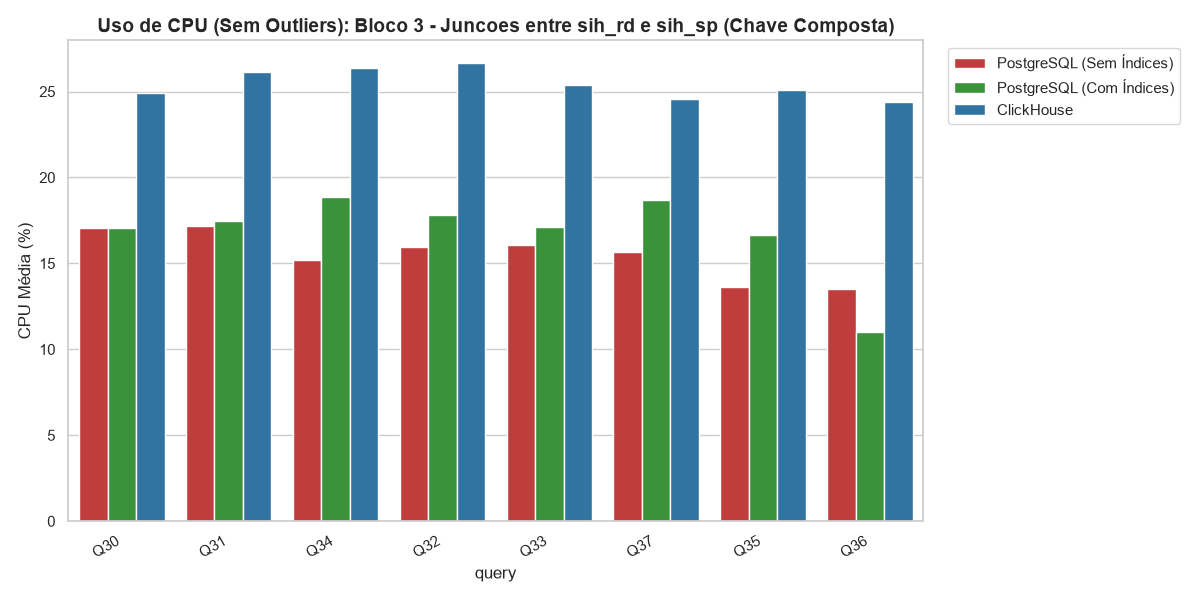 Uso de CPU (Sem Outliers): Bloco 3 - Juncoes entre sih_rd e sih_sp (Chave Composta)
PostgreSQL (Sem Índices)
PostgreSQL (Com Índices)
ClickHouse
CPU Média (%)
25
20
15
10
5
0
Q30 Q31 Q34 Q32 Q33 Q37 Q35 Q36
query